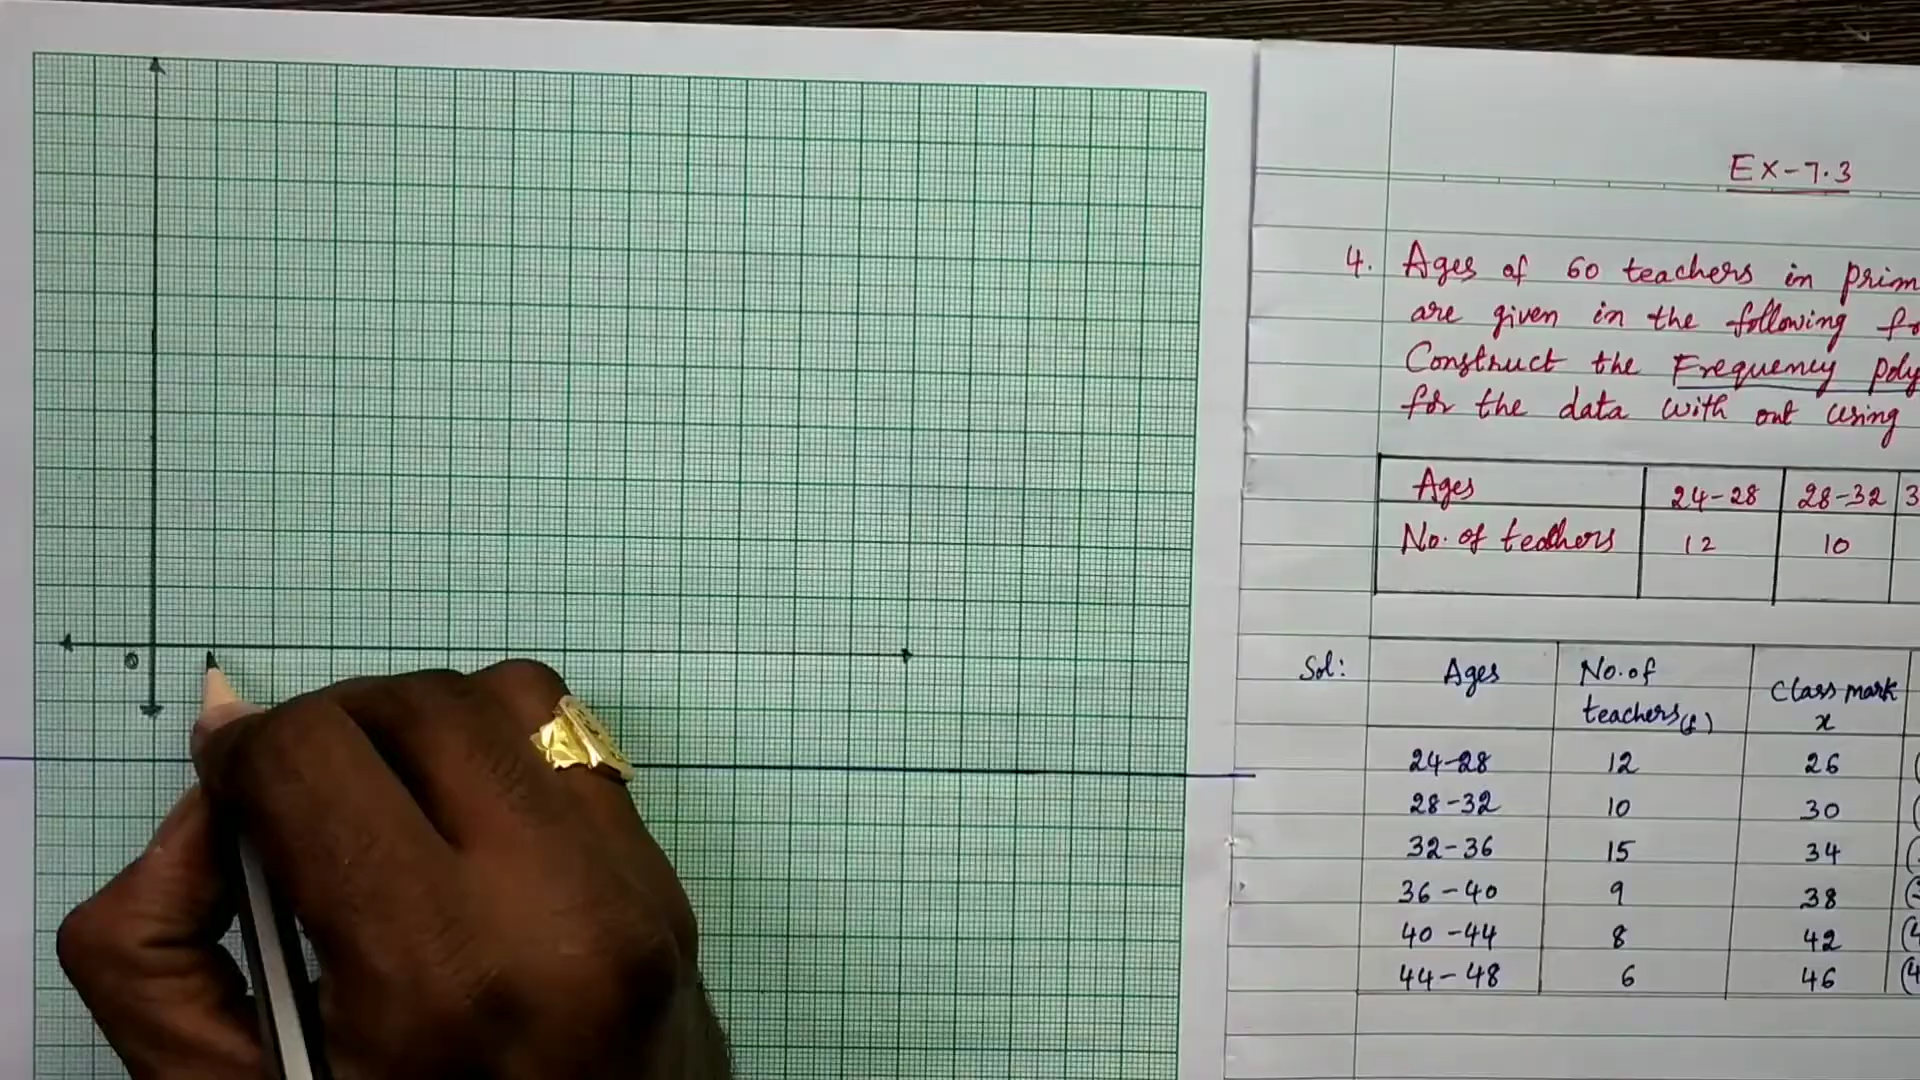 Ex-7.3
4. Ages of 60 teachers in
are given in the following
Construct the Frequency
for the data with out using
Ages 24-28 28-32
No. of teachers 12 10
Sol: Ages No. of teachers (f) Class mark x
24-28 12 26
28-32 10 30
32-36 15 34
36-40 9 38
40-44 8 42
44-48 6 46
0